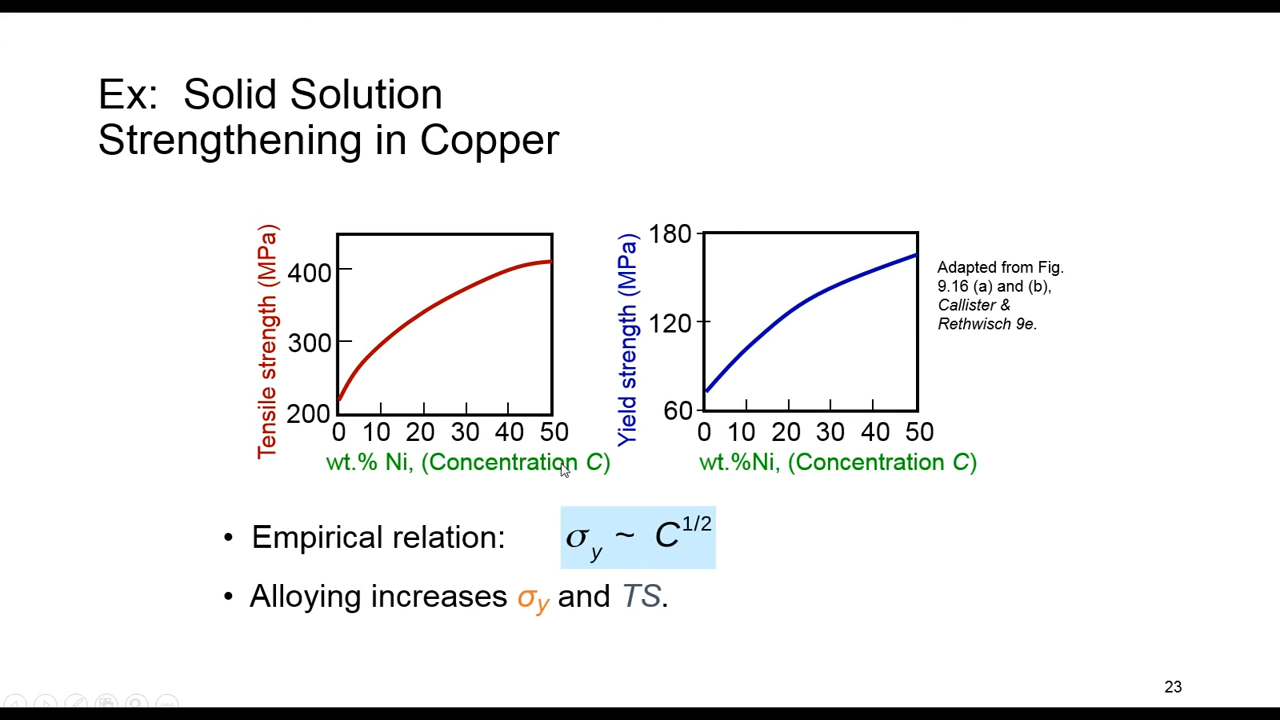 Ex: Solid Solution
Strengthening in Copper
Tensile strength (MPa)
400
300
200
0 10 20 30 40 50
wt.% Ni, (Concentration C)
Yield strength (MPa)
180
120
60
0 10 20 30 40 50
wt.%Ni, (Concentration C)
Adapted from Fig.
9.16 (a) and (b),
Callister &
Rethwisch 9e.
• Empirical relation: σy ~ C1/2
• Alloying increases σy and TS.
23